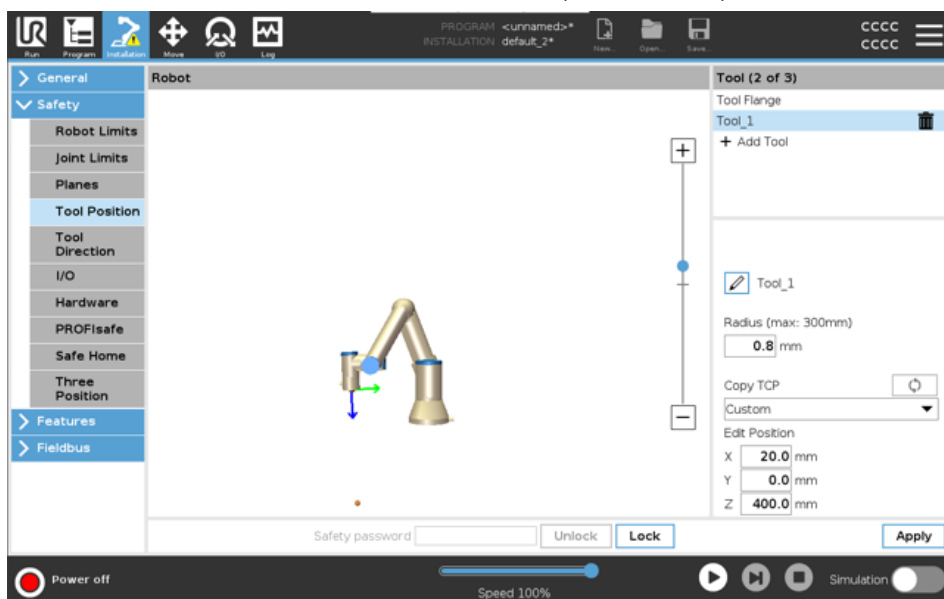 PROGRAM <unnamed>*
INSTALLATION default_2*
Run Program Installation Move I/O Log New... Open... Save...
CCCC
CCCC
General
Safety
Robot Limits
Joint Limits
Planes
Tool Position
Tool
Direction
I/O
Hardware
PROFIsafe
Safe Home
Three
Position
Features
Fieldbus
Robot
Tool (2 of 3)
Tool Flange
Tool_1
+ Add Tool
Tool_1
Radius (max: 300mm)
0.8 mm
Copy TCP
Custom
Edit Position
X 20.0 mm
Y 0.0 mm
Z 400.0 mm
Safety password Unlock Lock Apply
Power off
Speed 100%
Simulation